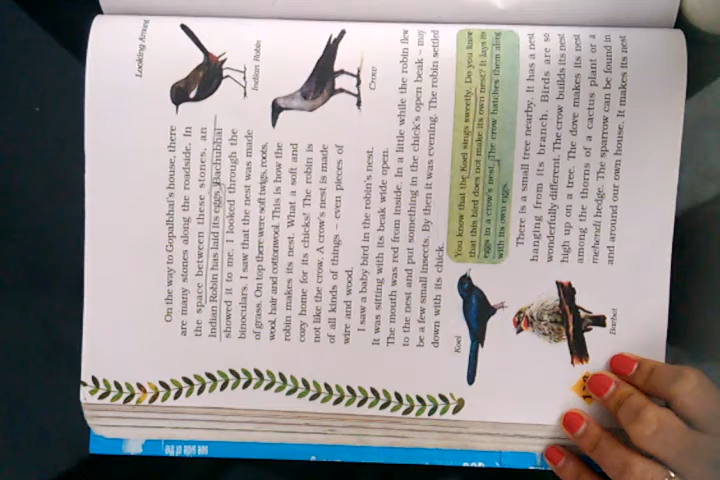 Looking Among
On the way to Gopalbhai's house, there
are many stones along the roadside. In
the space between these stones, an
Indian Robin has laid its eggs. Bachubhai
showed it to me. I looked through the
binoculars. I saw that the nest was made
of grass. On top there were soft twigs, roots,
wool, hair and cottonwool. This is how the
robin makes its nest. What a soft and
cozy home for its chicks! The robin is
not like the crow. A crow's nest is made
of all kinds of things – even pieces of
wire and wood.
Indian Robin
Crow
I saw a baby bird in the robin's nest.
It was sitting with its beak wide open.
The mouth was red from inside. In a little while the robin flew
to the nest and put something in the chick's open beak – may
be a few small insects. By then it was evening. The robin settled
down with its chick.
Koel
You know that the Koel sings sweetly. Do you know
that this bird does not make its own nest? It lays its
eggs in a crow's nest. The crow hatches them along
with its own eggs.
There is a small tree nearby. It has a nest
hanging from its branch. Birds are so
wonderfully different. The crow builds its nest
high up on a tree. The dove makes its nest
among the thorns of a cactus plant or a
mehendi hedge. The sparrow can be found in
and around our own house. It makes its nest
Barbet
see side of the